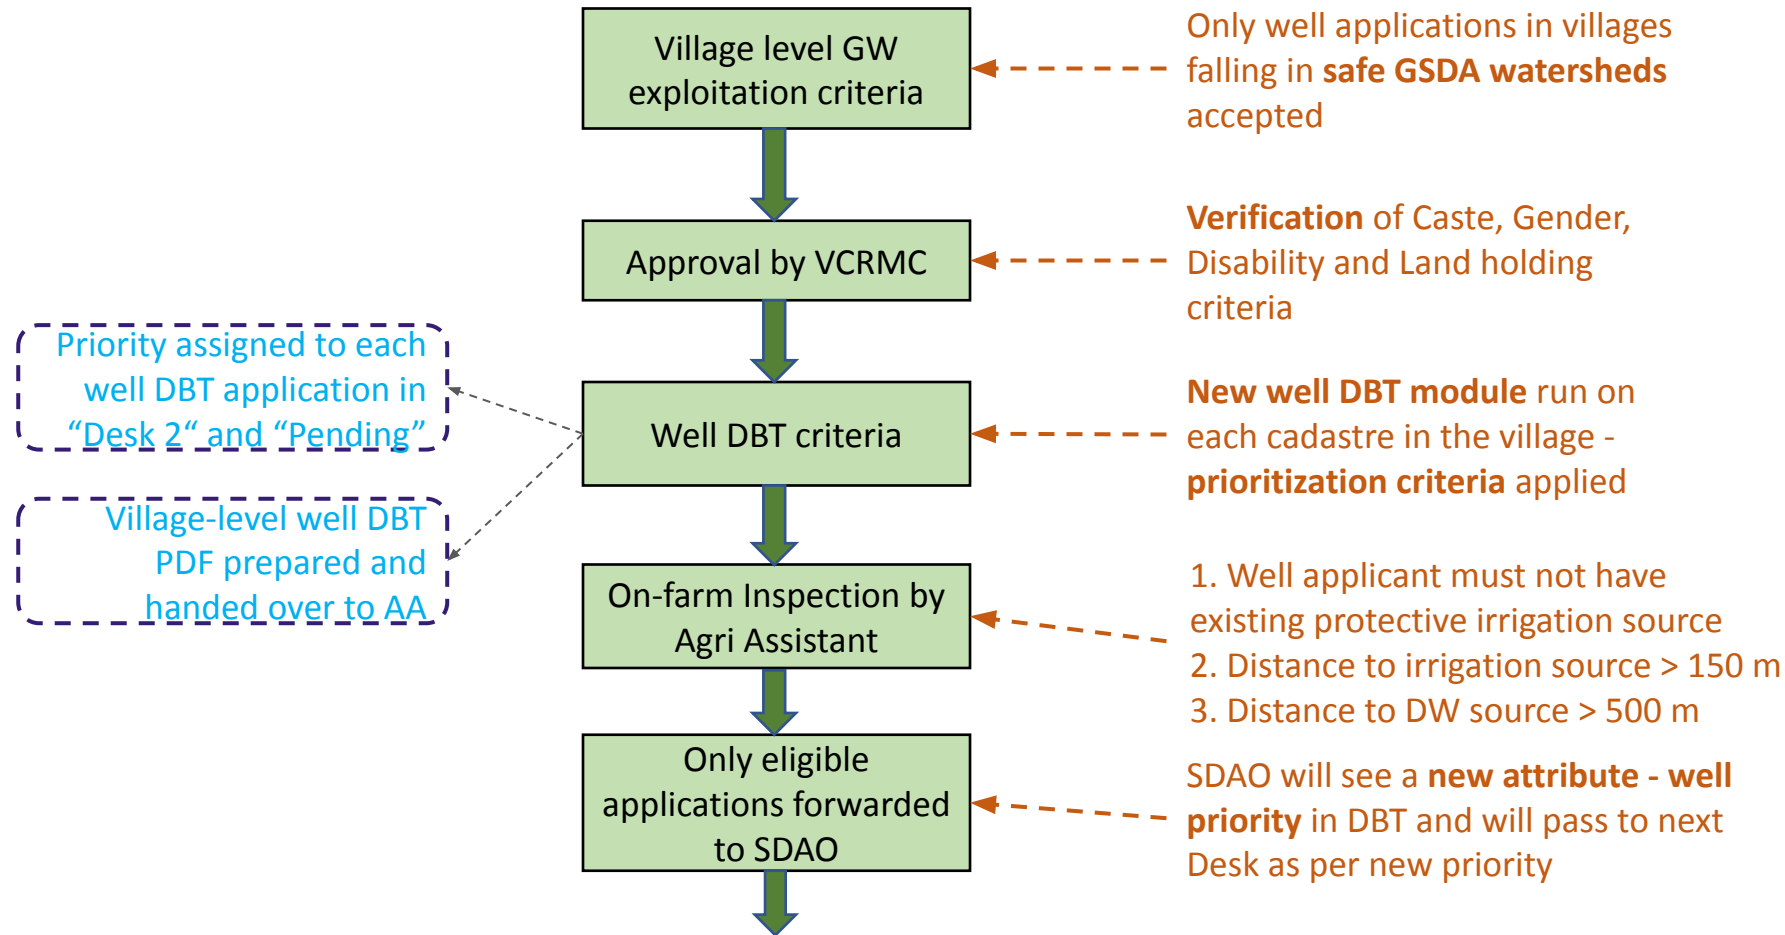 Village level GW
exploitation criteria
Only well applications in villages
falling in safe GSDA watersheds
accepted
Approval by VCRMC
Verification of Caste, Gender,
Disability and Land holding
criteria
Priority assigned to each
well DBT application in
“Desk 2“ and “Pending”
Well DBT criteria
New well DBT module run on
each cadastre in the village -
prioritization criteria applied
Village-level well DBT
PDF prepared and
handed over to AA
On-farm Inspection by
Agri Assistant
1. Well applicant must not have
existing protective irrigation source
2. Distance to irrigation source > 150 m
3. Distance to DW source > 500 m
Only eligible
applications forwarded
to SDAO
SDAO will see a new attribute - well
priority in DBT and will pass to next
Desk as per new priority